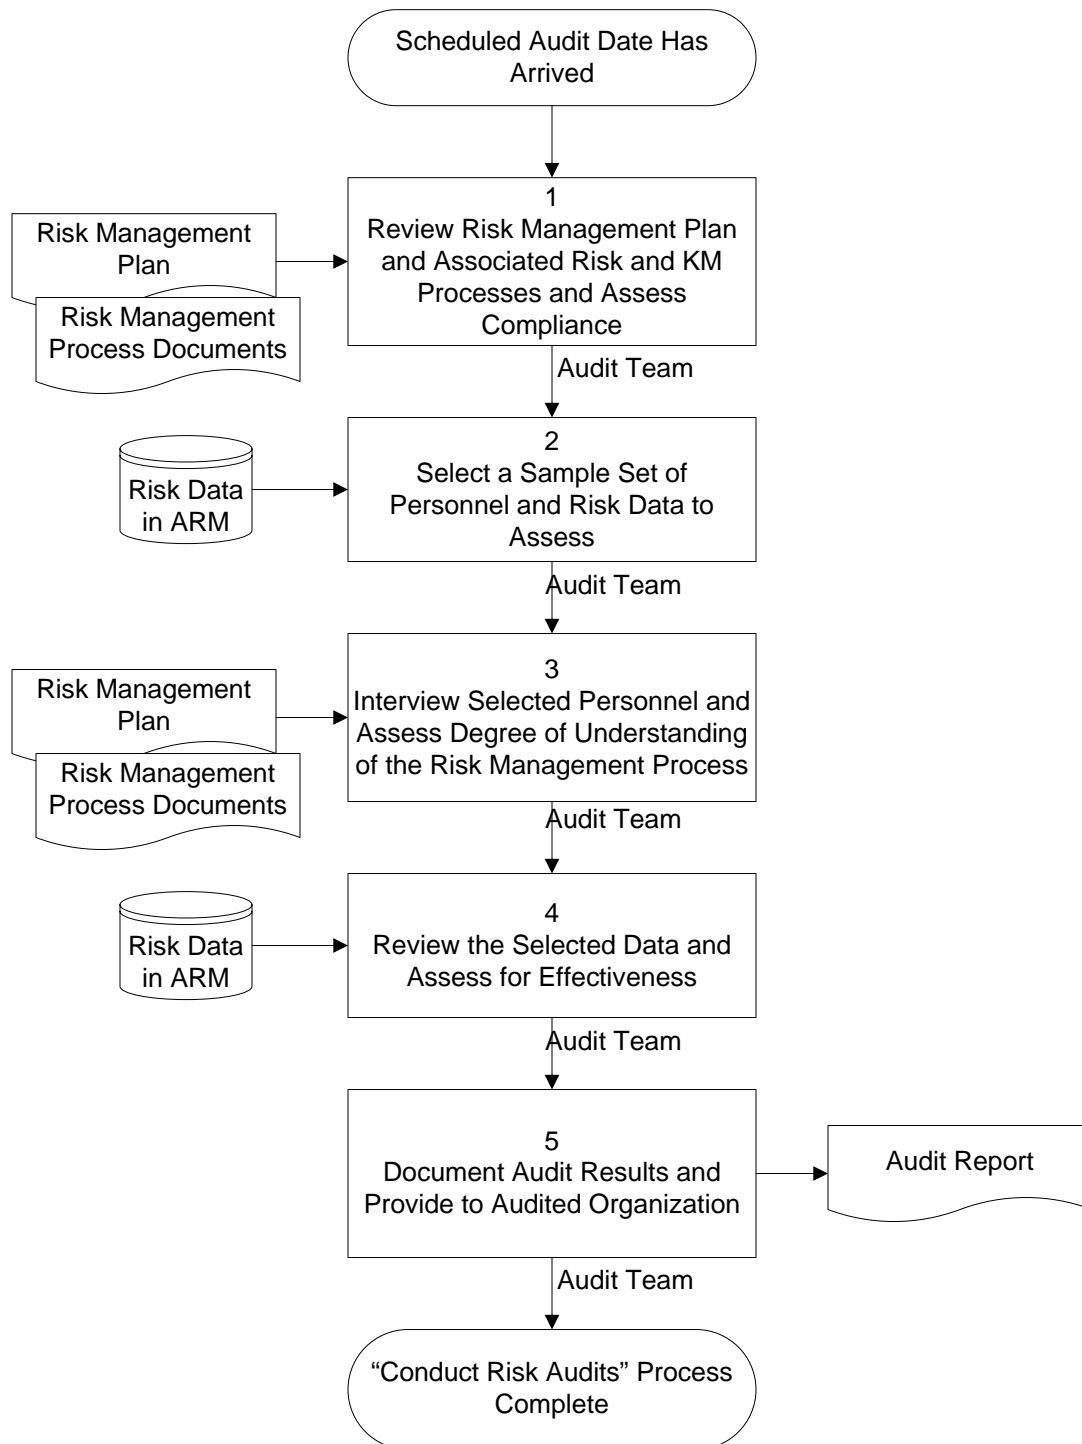 Scheduled Audit Date Has
Arrived
1
Review Risk Management Plan
and Associated Risk and KM
Processes and Assess
Compliance
Risk Management
Plan
Risk Management
Process Documents
Audit Team
2
Select a Sample Set of
Personnel and Risk Data to
Assess
Risk Data
in ARM
Audit Team
3
Interview Selected Personnel and
Assess Degree of Understanding
of the Risk Management Process
Risk Management
Plan
Risk Management
Process Documents
Audit Team
4
Review the Selected Data and
Assess for Effectiveness
Risk Data
in ARM
Audit Team
5
Document Audit Results and
Provide to Audited Organization
Audit Report
Audit Team
“Conduct Risk Audits” Process
Complete